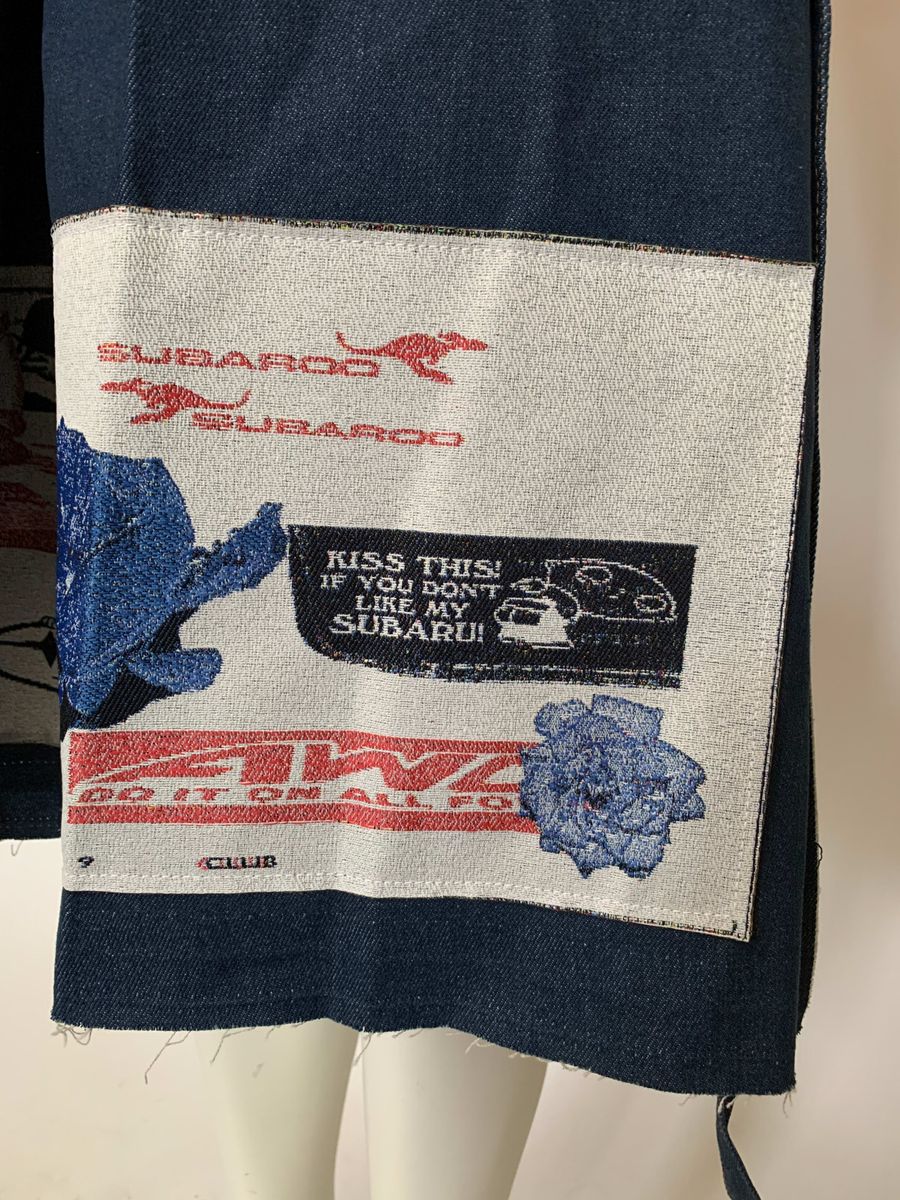 SUBAROO
SUBAROO
KISS THIS!
IF YOU DON'T
LIKE MY
SUBARU!
AWD
DO IT ON ALL FO
? CLUB